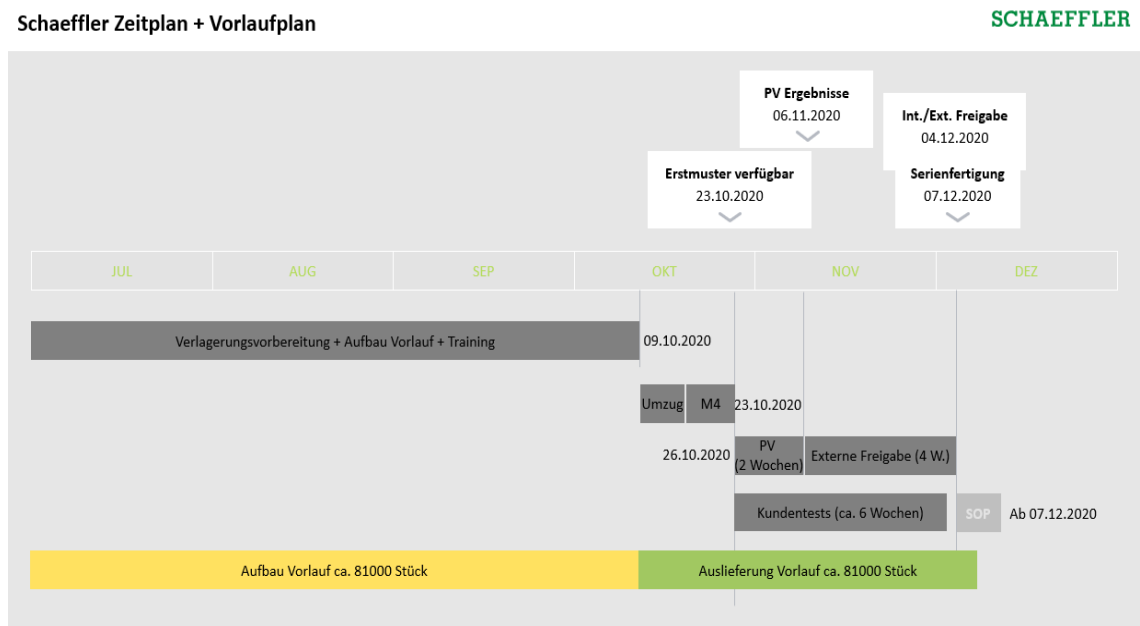 Schaeffler Zeitplan + Vorlaufplan
SCHAEFFLER
PV Ergebnisse
06.11.2020
Int./Ext. Freigabe
04.12.2020
Erstmuster verfügbar
23.10.2020
Serienfertigung
07.12.2020
JUL
AUG
SEP
OKT
NOV
DEZ
Verlagerungsvorbereitung + Aufbau Vorlauf + Training
09.10.2020
Umzug
M4
23.10.2020
26.10.2020
PV
(2 Wochen)
Externe Freigabe (4 W.)
Kundentests (ca. 6 Wochen)
SOP
Ab 07.12.2020
Aufbau Vorlauf ca. 81000 Stück
Auslieferung Vorlauf ca. 81000 Stück